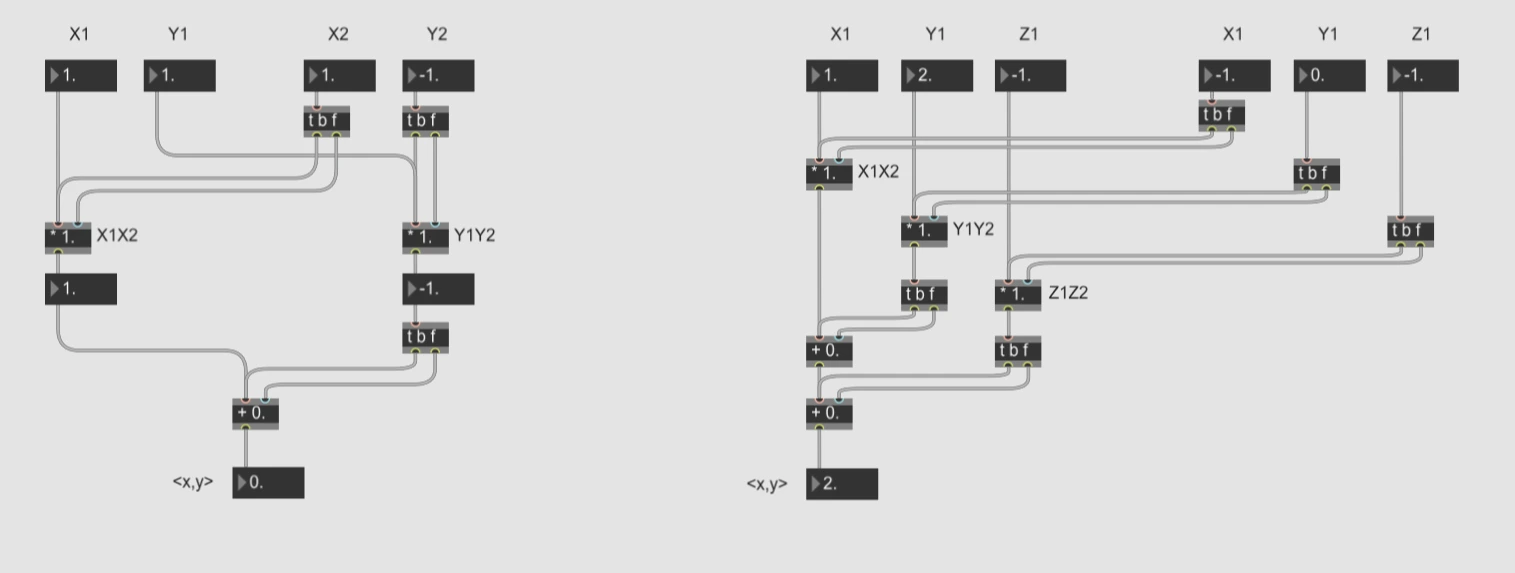 X1 Y1 X2 Y2
1. 1. 1. -1.
t b f t b f
* 1. X1X2 * 1. Y1Y2
1. -1.
t b f
+ 0.
<x,y> 0.
X1 Y1 Z1 X1 Y1 Z1
1. 2. -1. -1. 0. -1.
t b f
* 1. X1X2 t b f
* 1. Y1Y2 t b f
t b f * 1. Z1Z2
+ 0. t b f
+ 0.
<x,y> 2.